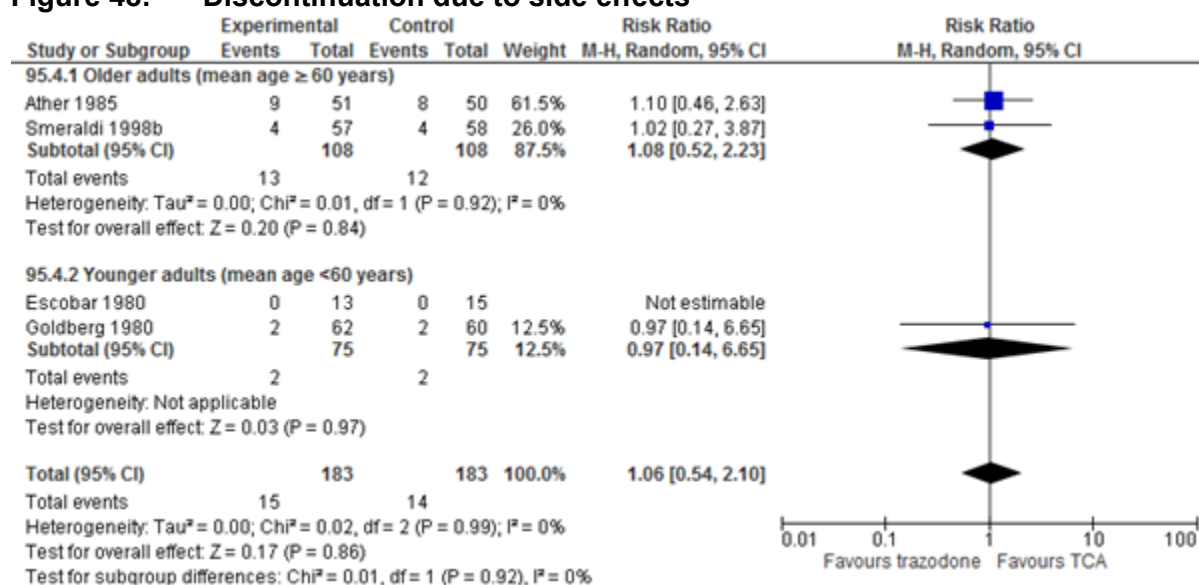 Figure 48: Discontinuation due to side effects
Experimental Control Risk Ratio Risk Ratio
Study or Subgroup Events Total Events Total Weight M-H, Random, 95% CI M-H, Random, 95% CI
95.4.1 Older adults (mean age ≥ 60 years)
Ather 1985 9 51 8 50 61.5% 1.10 [0.46, 2.63]
Smeraldi 1998b 4 57 4 58 26.0% 1.02 [0.27, 3.87]
Subtotal (95% CI) 108 108 87.5% 1.08 [0.52, 2.23]
Total events 13 12
Heterogeneity: Tau² = 0.00; Chi² = 0.01, df = 1 (P = 0.92); I² = 0%
Test for overall effect: Z = 0.20 (P = 0.84)
95.4.2 Younger adults (mean age <60 years)
Escobar 1980 0 13 0 15 Not estimable
Goldberg 1980 2 62 2 60 12.5% 0.97 [0.14, 6.65]
Subtotal (95% CI) 75 75 12.5% 0.97 [0.14, 6.65]
Total events 2 2
Heterogeneity: Not applicable
Test for overall effect: Z = 0.03 (P = 0.97)
Total (95% CI) 183 183 100.0% 1.06 [0.54, 2.10]
Total events 15 14
Heterogeneity: Tau² = 0.00; Chi² = 0.02, df = 2 (P = 0.99); I² = 0%
Test for overall effect: Z = 0.17 (P = 0.86)
Test for subgroup differences: Chi² = 0.01, df = 1 (P = 0.92), I² = 0%
0.01 0.1 1 10 100
Favours trazodone Favours TCA